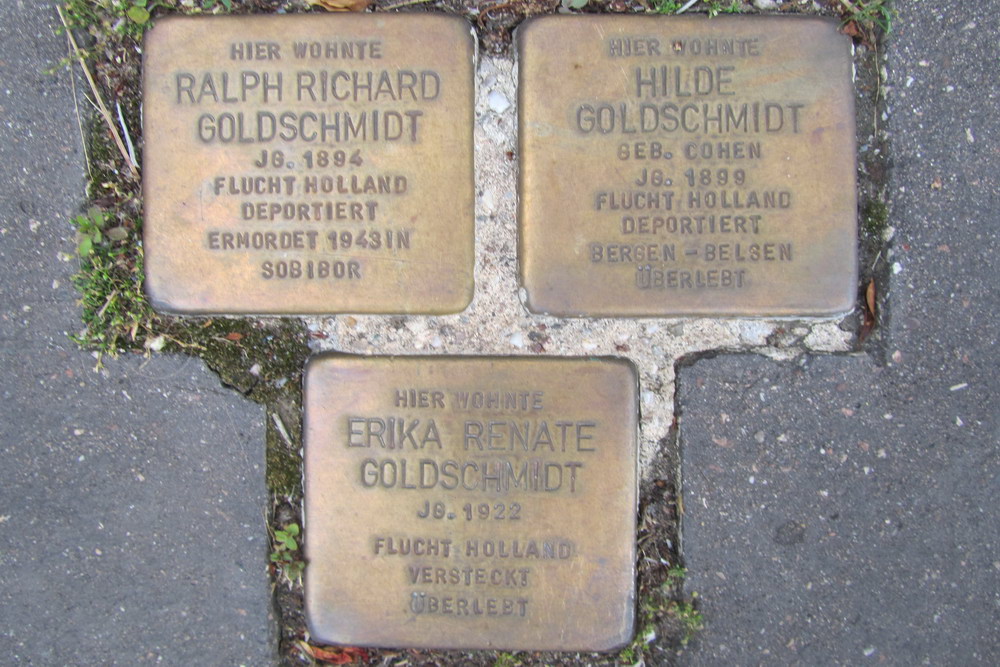 HIER WOHNTE
RALPH RICHARD
GOLDSCHMIDT
JG. 1894
FLUCHT HOLLAND
DEPORTIERT
ERMORDET 1943 IN
SOBIBOR
HIER WOHNTE
HILDE
GOLDSCHMIDT
GEB. COHEN
JG. 1899
FLUCHT HOLLAND
DEPORTIERT
BERGEN-BELSEN
ÜBERLEBT
HIER WOHNTE
ERIKA RENATE
GOLDSCHMIDT
JG. 1922
FLUCHT HOLLAND
VERSTECKT
ÜBERLEBT